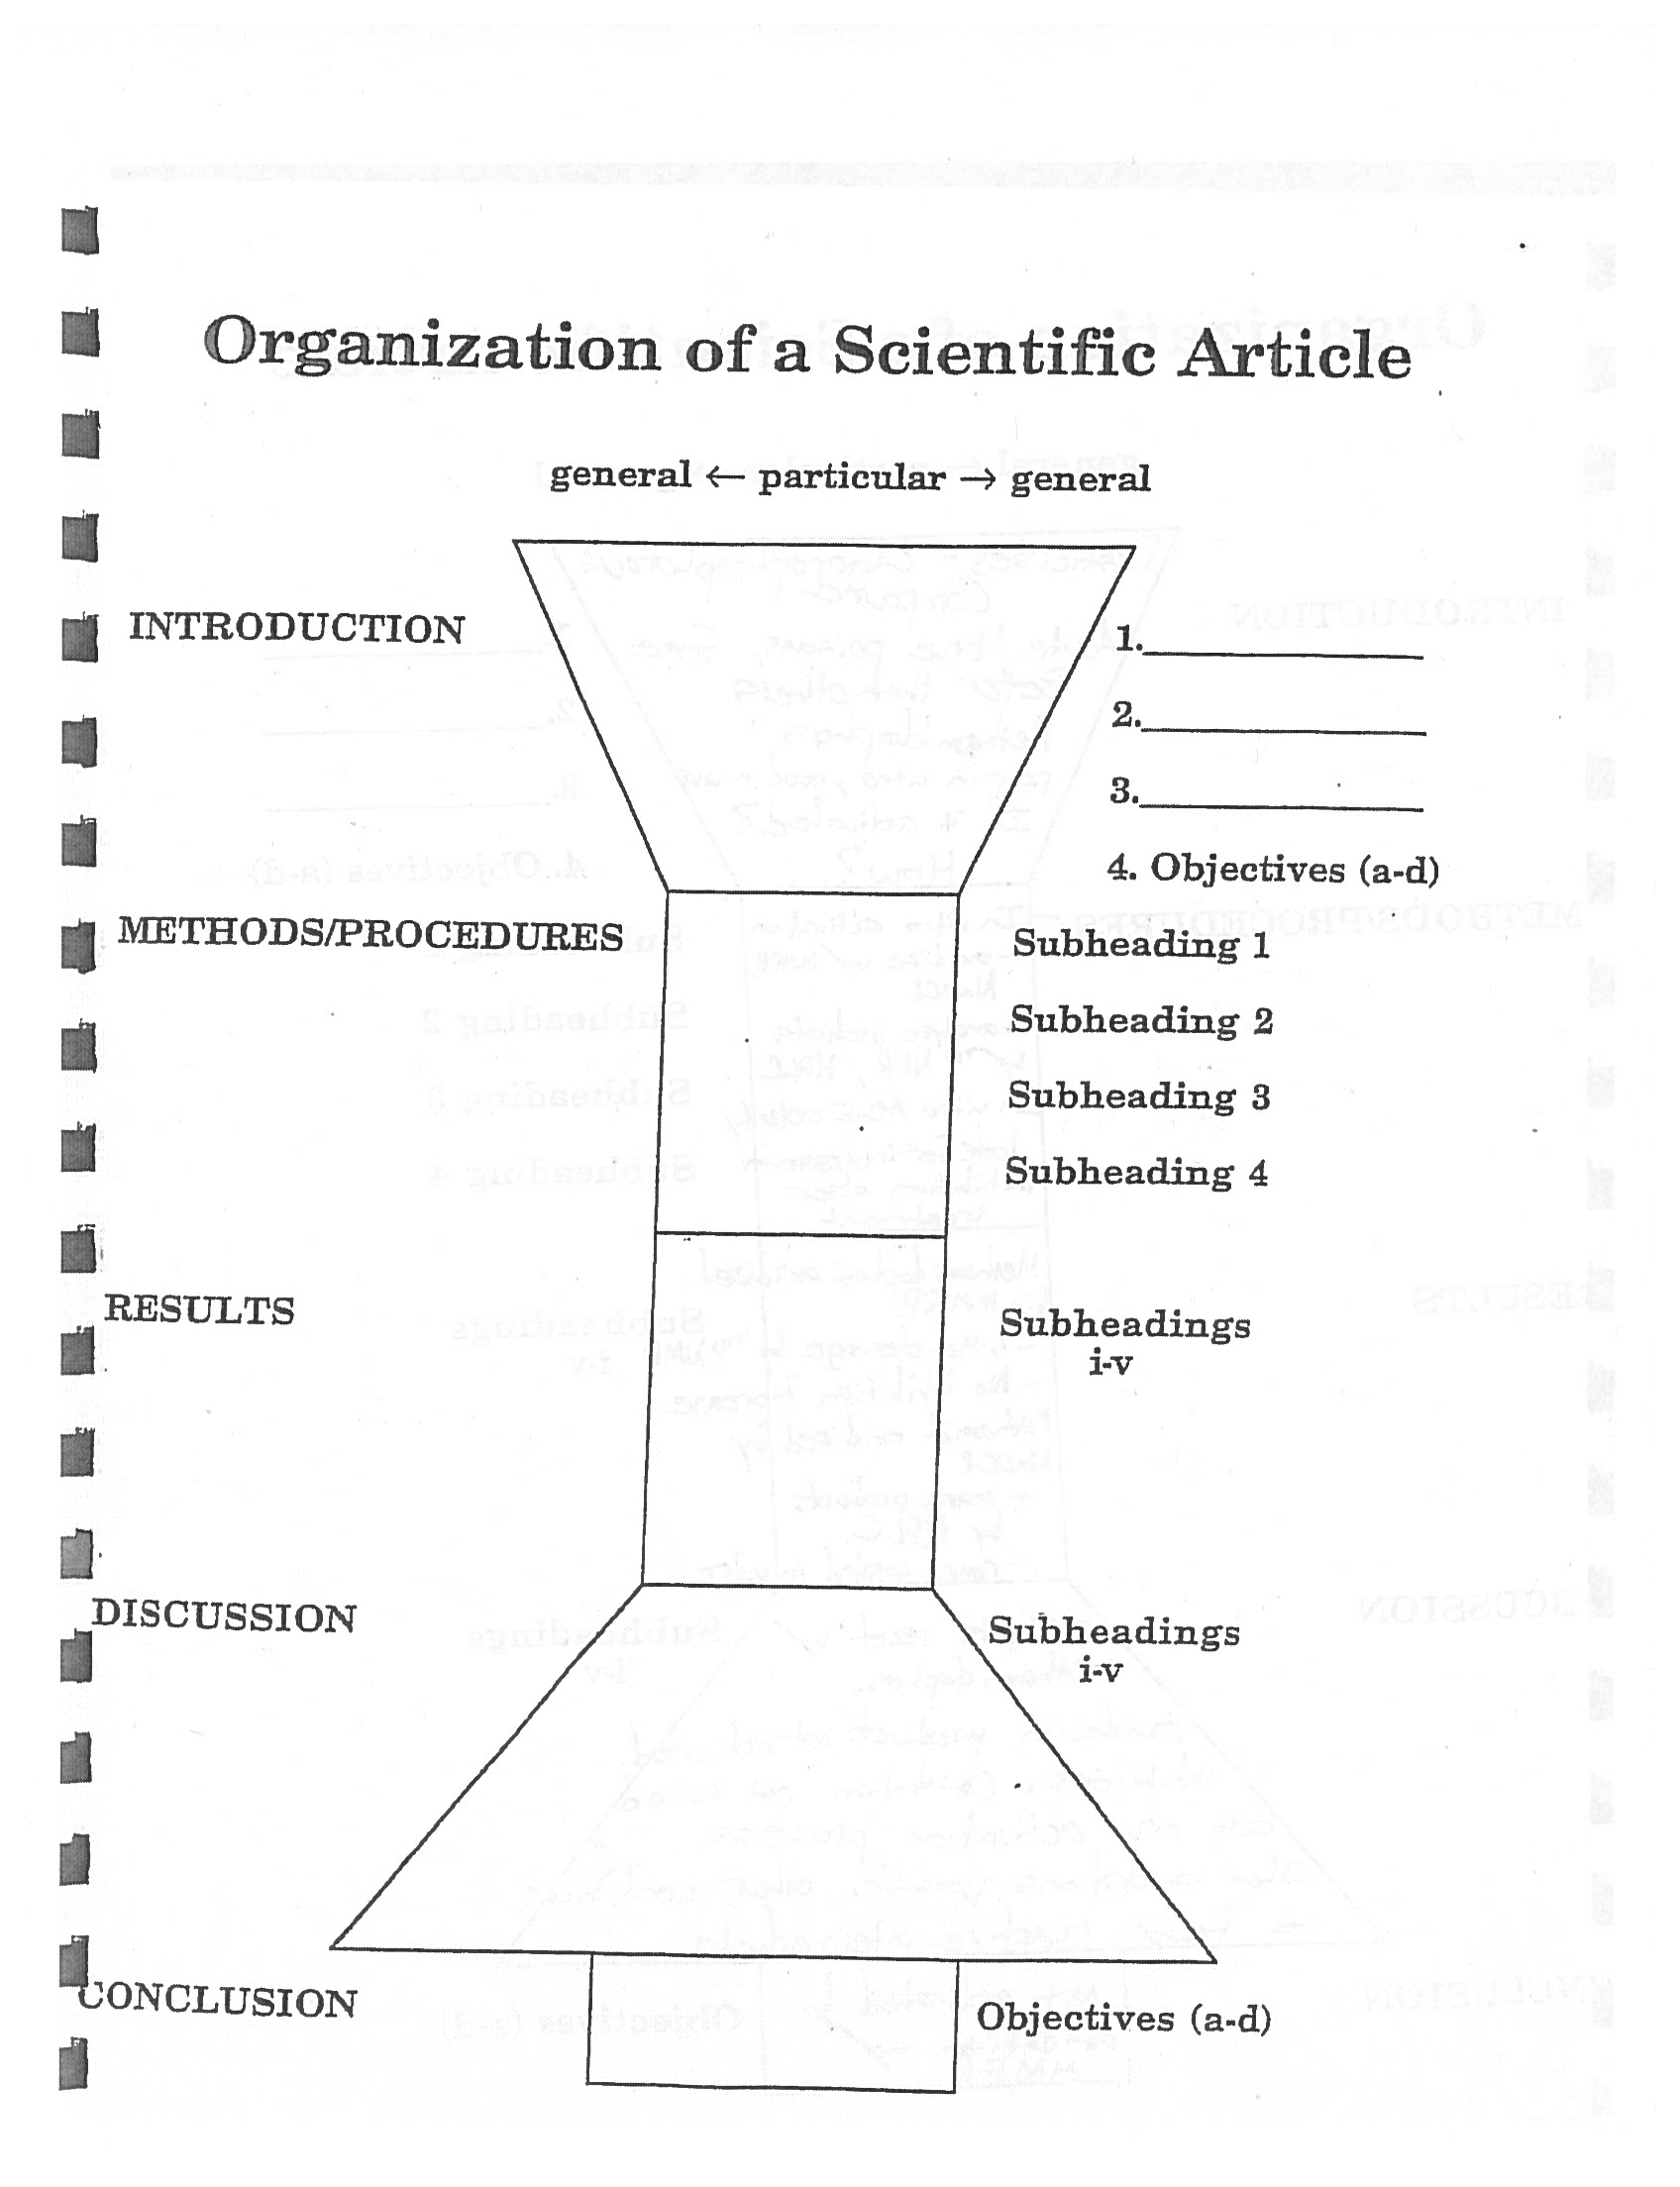 Organization of a Scientific Article
general ← particular → general
INTRODUCTION
1.
2.
3.
4. Objectives (a-d)
METHODS/PROCEDURES
Subheading 1
Subheading 2
Subheading 3
Subheading 4
RESULTS
Subheadings
i-v
DISCUSSION
Subheadings
i-v
CONCLUSION
Objectives (a-d)